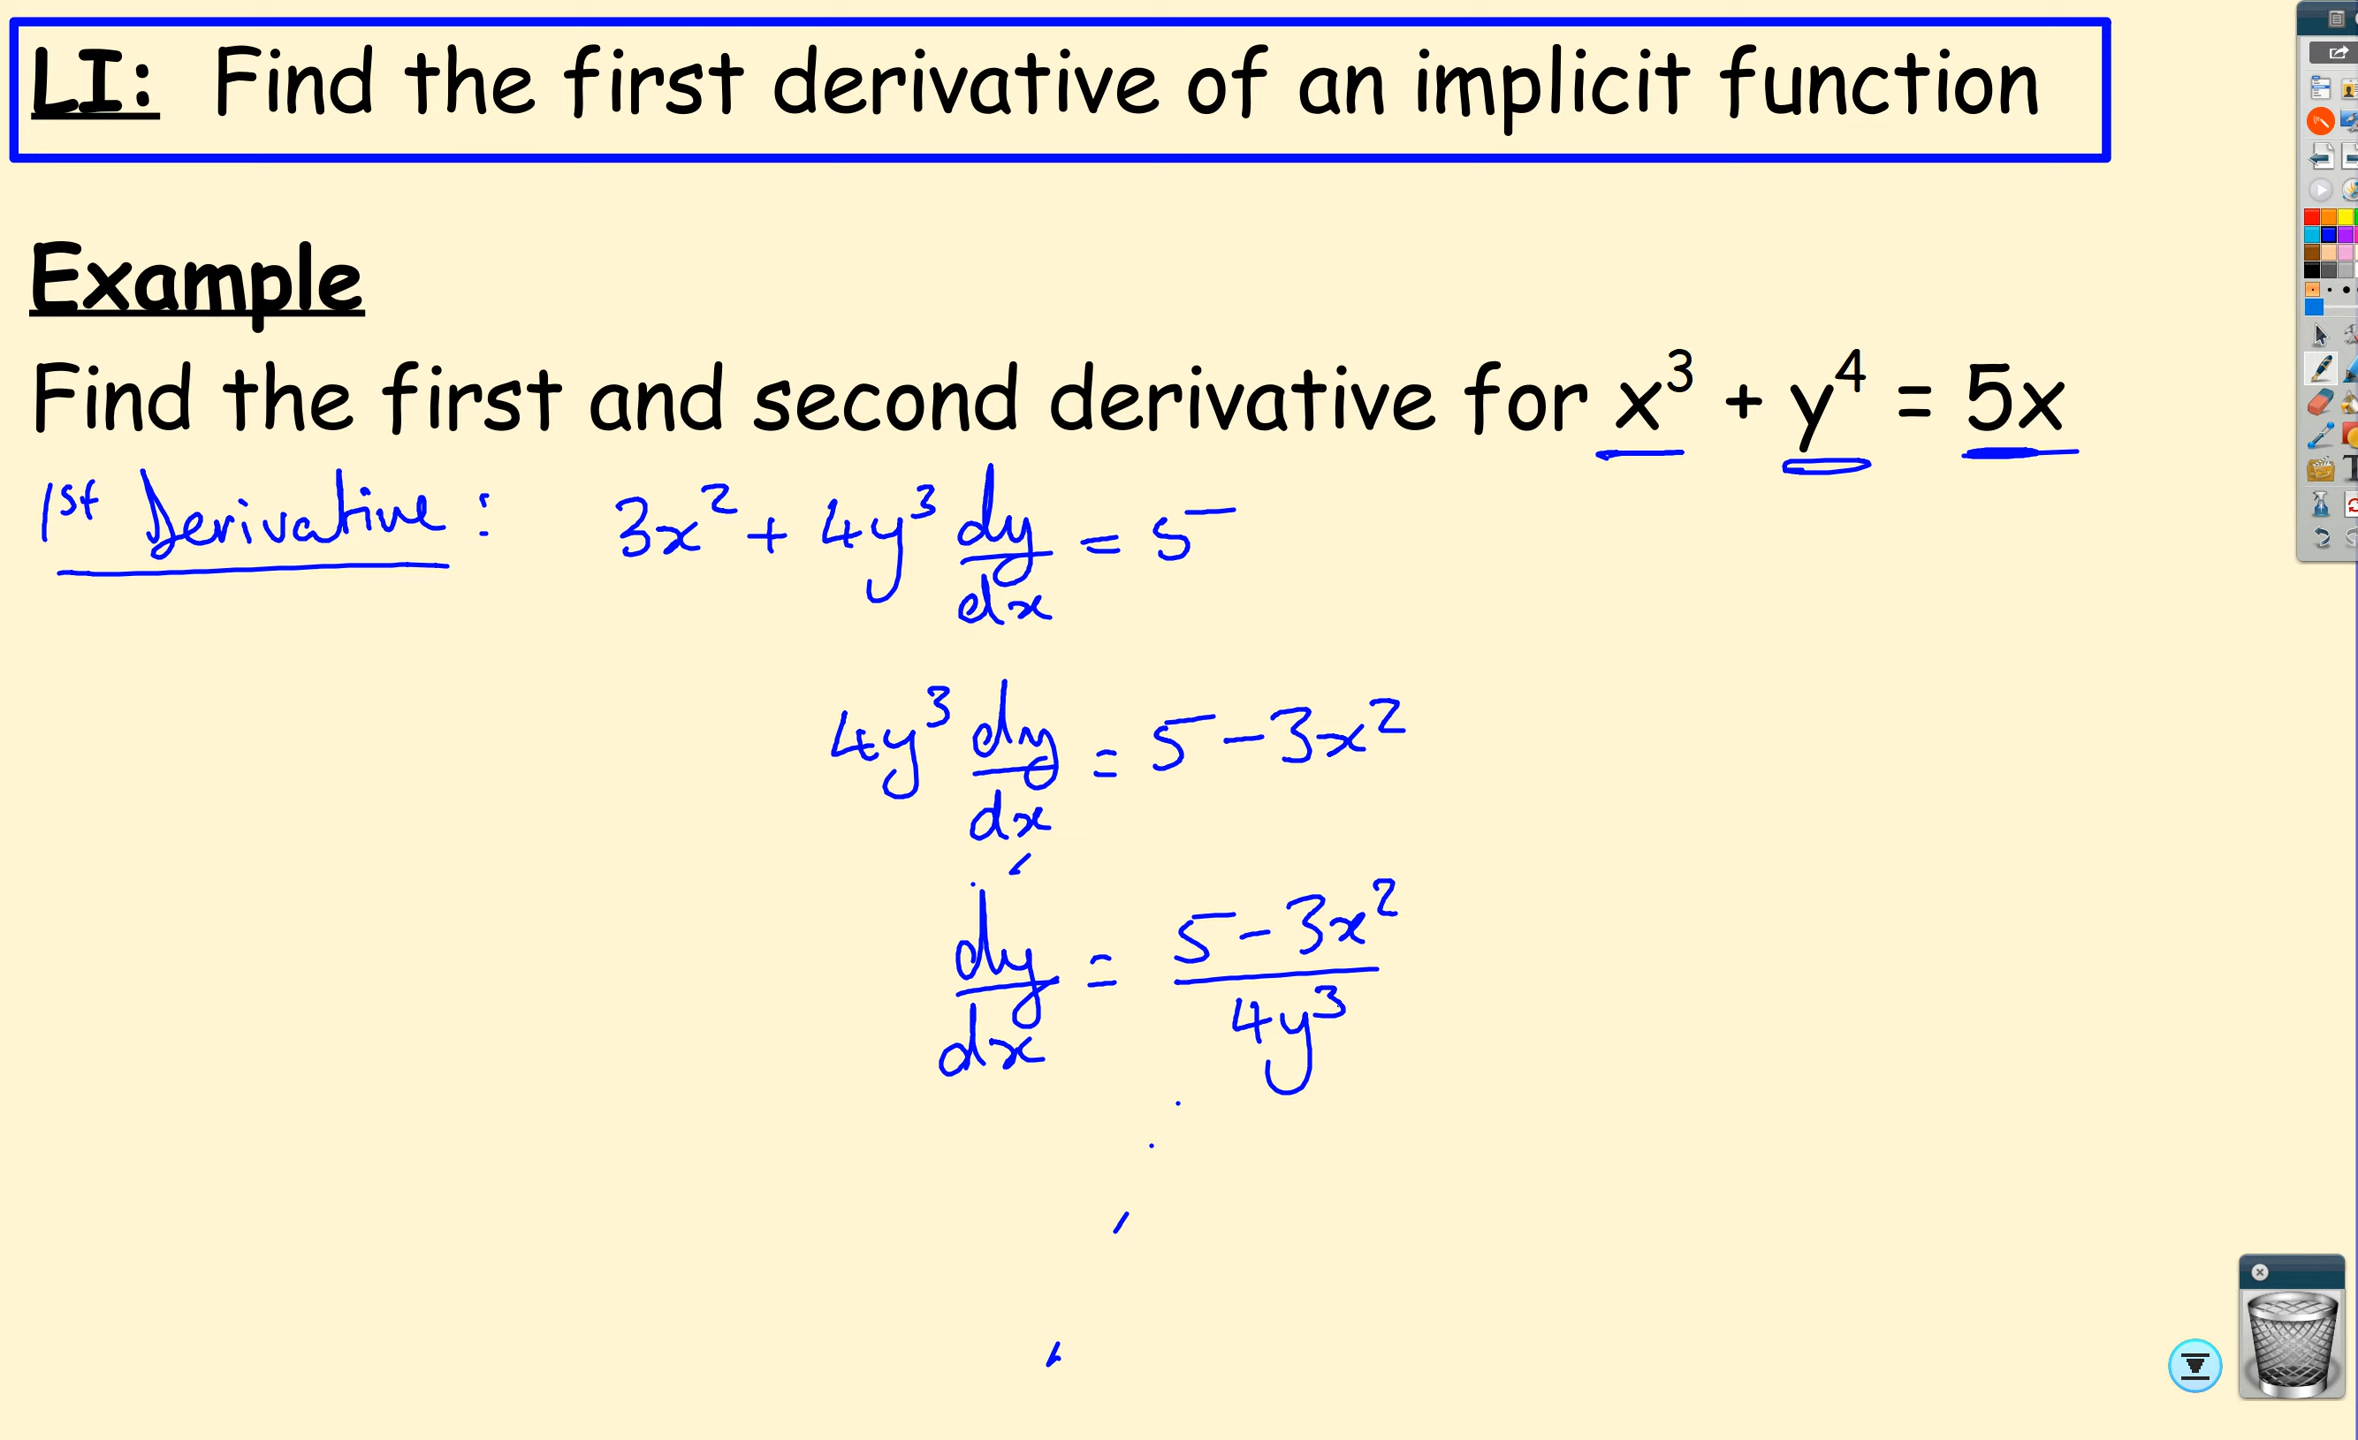 LI: Find the first derivative of an implicit function
Example
Find the first and second derivative for x³ + y⁴ = 5x
1st Derivative : 3x² + 4y³ dy/dx = 5
4y³ dy/dx = 5 - 3x²
dy/dx = (5 - 3x²)/(4y³)